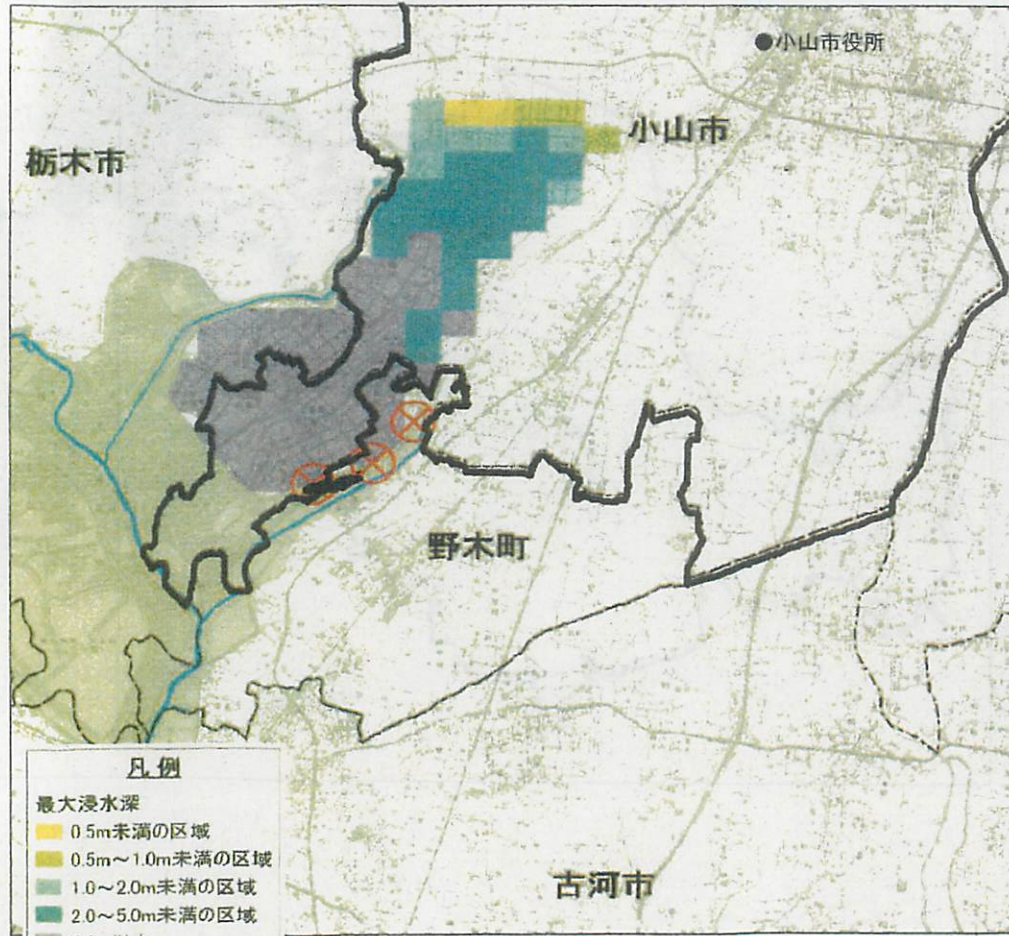 ●小山市役所
小山市
栃木市
野木町
古河市
凡例
最大浸水深
0.5m未満の区域
0.5m～1.0m未満の区域
1.0～2.0m未満の区域
2.0～5.0m未満の区域